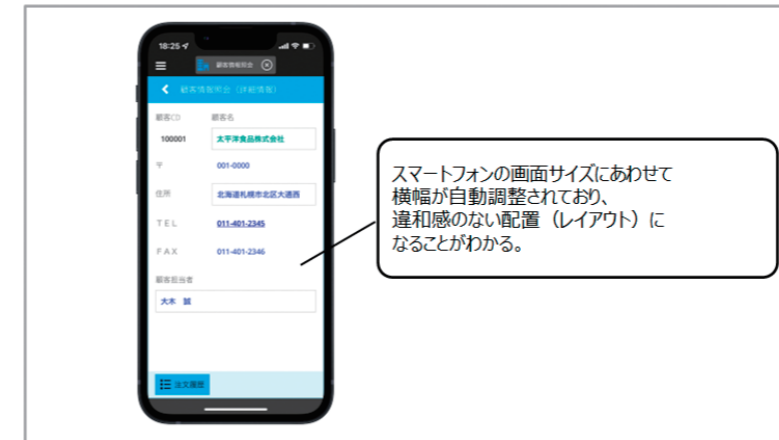 18:25
顧客情報照会
顧客情報照会（詳細情報）
顧客CD
顧客名
100001
太平洋食品株式会社
〒
001-0000
住所
北海道札幌市北区大通西
TEL
011-401-2345
FAX
011-401-2346
顧客担当者
大木 誠
注文履歴
スマートフォンの画面サイズにあわせて
横幅が自動調整されており、
違和感のない配置（レイアウト）に
なることがわかる。